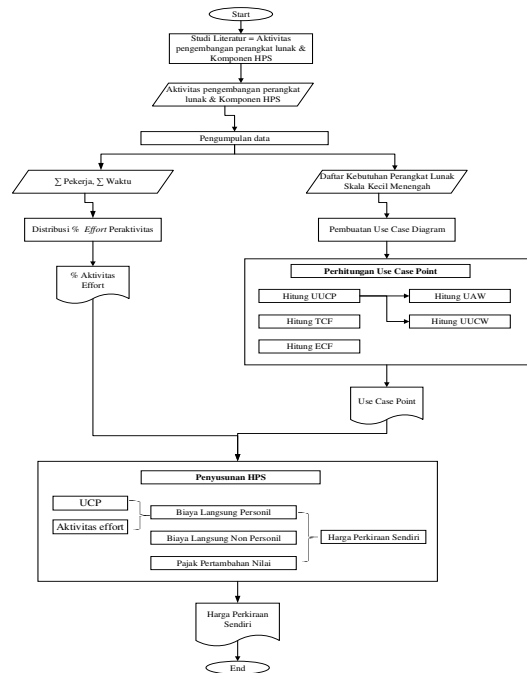 Start
Studi Literatur = Aktivitas
pengembangan perangkat lunak &
Komponen HPS
Aktivitas pengembangan perangkat
lunak & Komponen HPS
Pengumpulan data
∑ Pekerja, ∑ Waktu
Distribusi % Effort Peraktivitas
% Aktivitas
Effort
Daftar Kebutuhan Perangkat Lunak
Skala Kecil Menengah
Pembuatan Use Case Diagram
Perhitungan Use Case Point
Hitung UUCP
Hitung UAW
Hitung TCF
Hitung UUCW
Hitung ECF
Use Case Point
Penyusunan HPS
UCP
Aktivitas effort
Biaya Langsung Personil
Biaya Langsung Non Personil
Pajak Pertambahan Nilai
Harga Perkiraan Sendiri
Harga Perkiraan
Sendiri
End